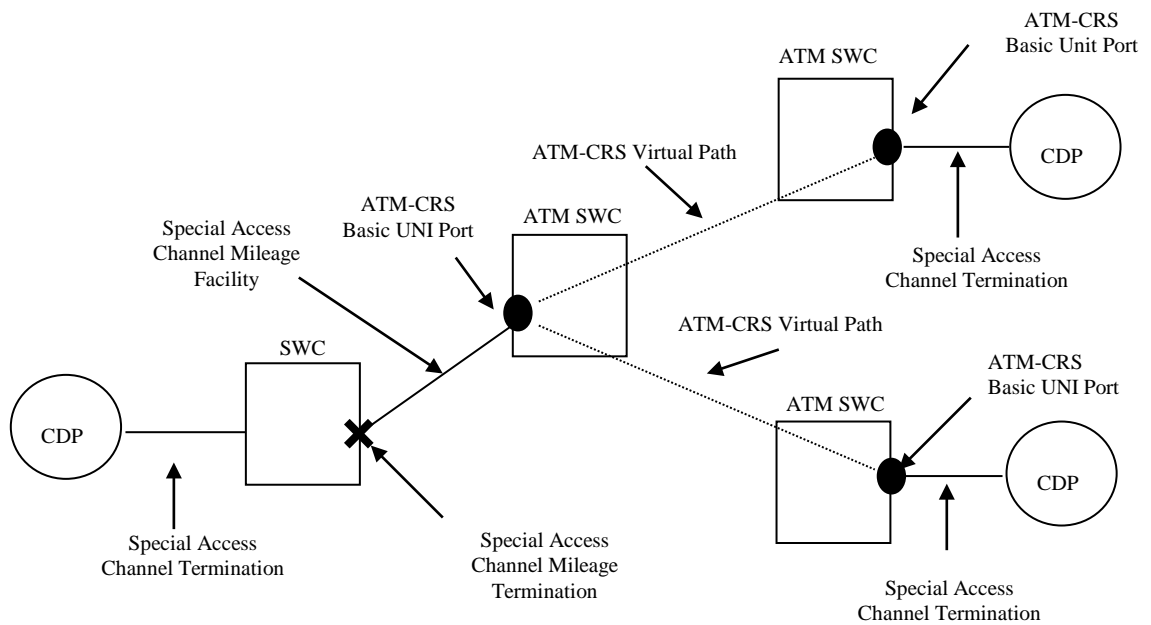 ATM-CRS
Basic Unit Port
ATM SWC
CDP
ATM-CRS Virtual Path
ATM-CRS
Basic UNI Port
ATM SWC
Special Access
Channel Mileage
Facility
Special Access
Channel Termination
ATM-CRS Virtual Path
SWC
ATM-CRS
Basic UNI Port
ATM SWC
CDP
CDP
Special Access
Channel Termination
Special Access
Channel Mileage
Termination
Special Access
Channel Termination